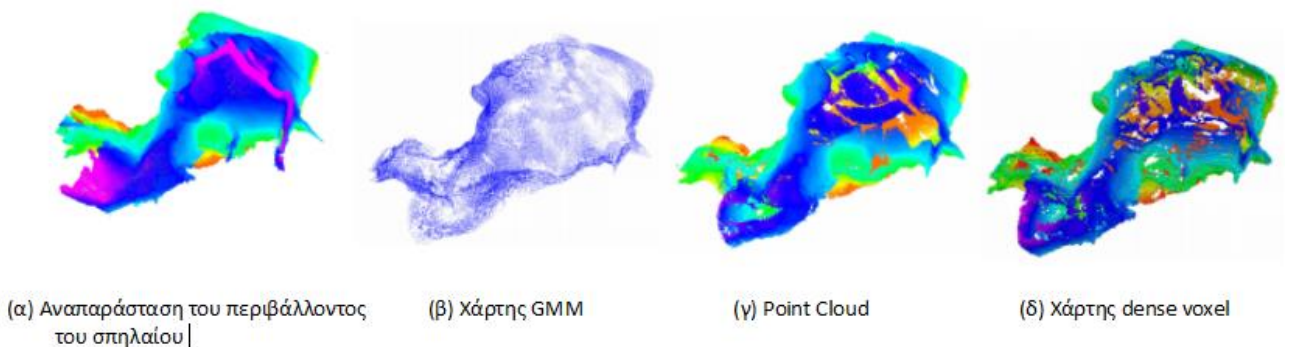 (α) Αναπαράσταση του περιβάλλοντος
του σπηλαίου
(β) Χάρτης GMM
(γ) Point Cloud
(δ) Χάρτης dense voxel